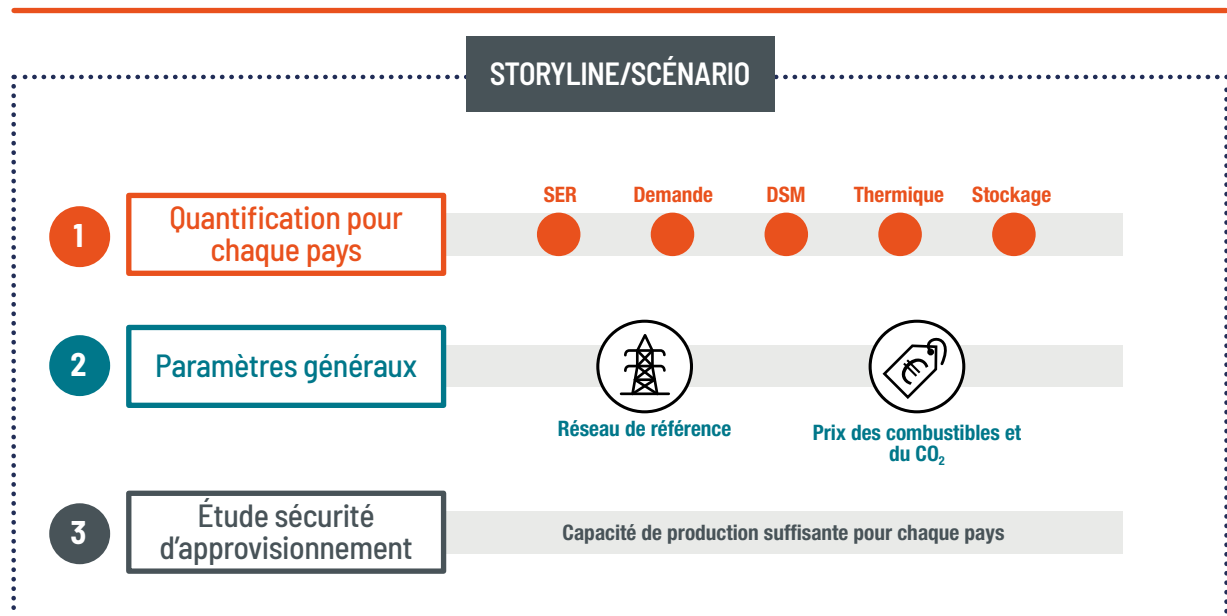 STORYLINE/SCÉNARIO
SER Demande DSM Thermique Stockage
1 Quantification pour
chaque pays
2 Paramètres généraux
€
Réseau de référence
Prix des combustibles et
du CO₂
3 Étude sécurité
d’approvisionnement
Capacité de production suffisante pour chaque pays